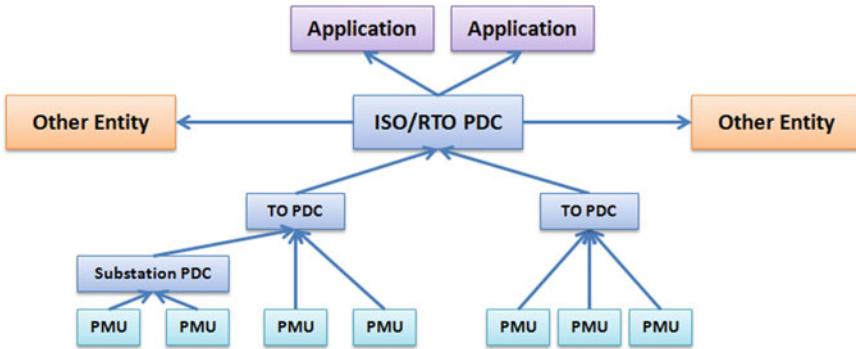 Application
Application
Other Entity
ISO/RTO PDC
Other Entity
TO PDC
TO PDC
Substation PDC
PMU
PMU
PMU
PMU
PMU
PMU
PMU